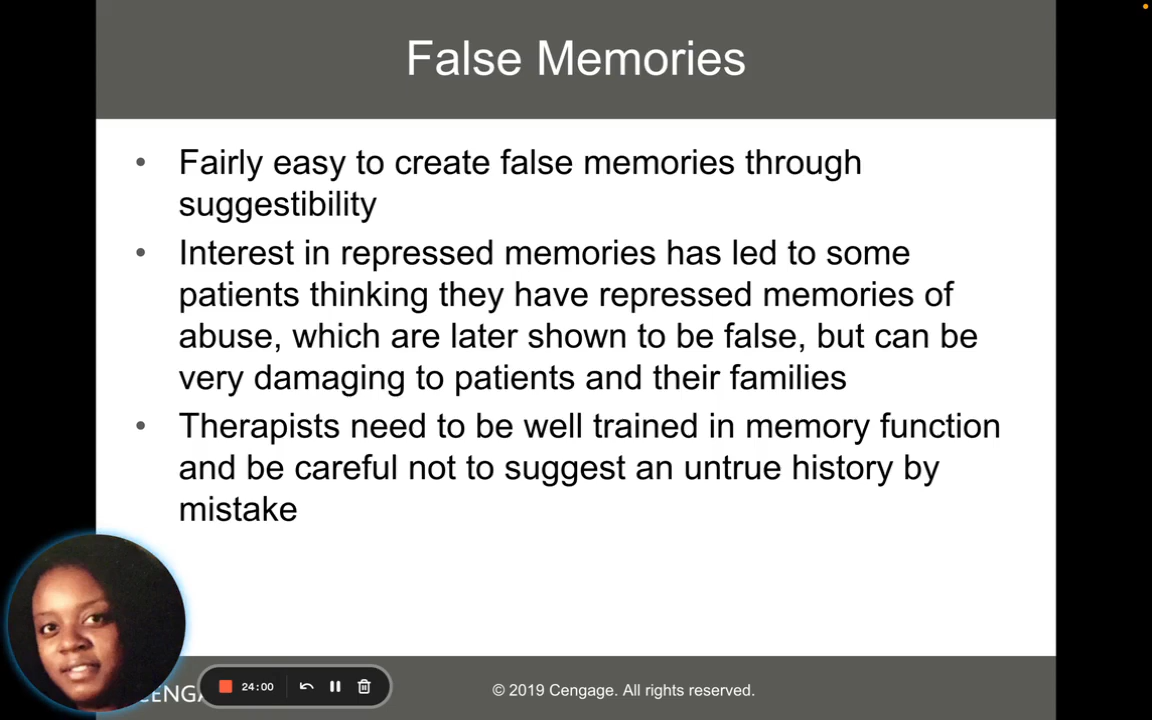 False Memories
• Fairly easy to create false memories through
suggestibility
• Interest in repressed memories has led to some
patients thinking they have repressed memories of
abuse, which are later shown to be false, but can be
very damaging to patients and their families
• Therapists need to be well trained in memory function
and be careful not to suggest an untrue history by
mistake
24:00
© 2019 Cengage. All rights reserved.